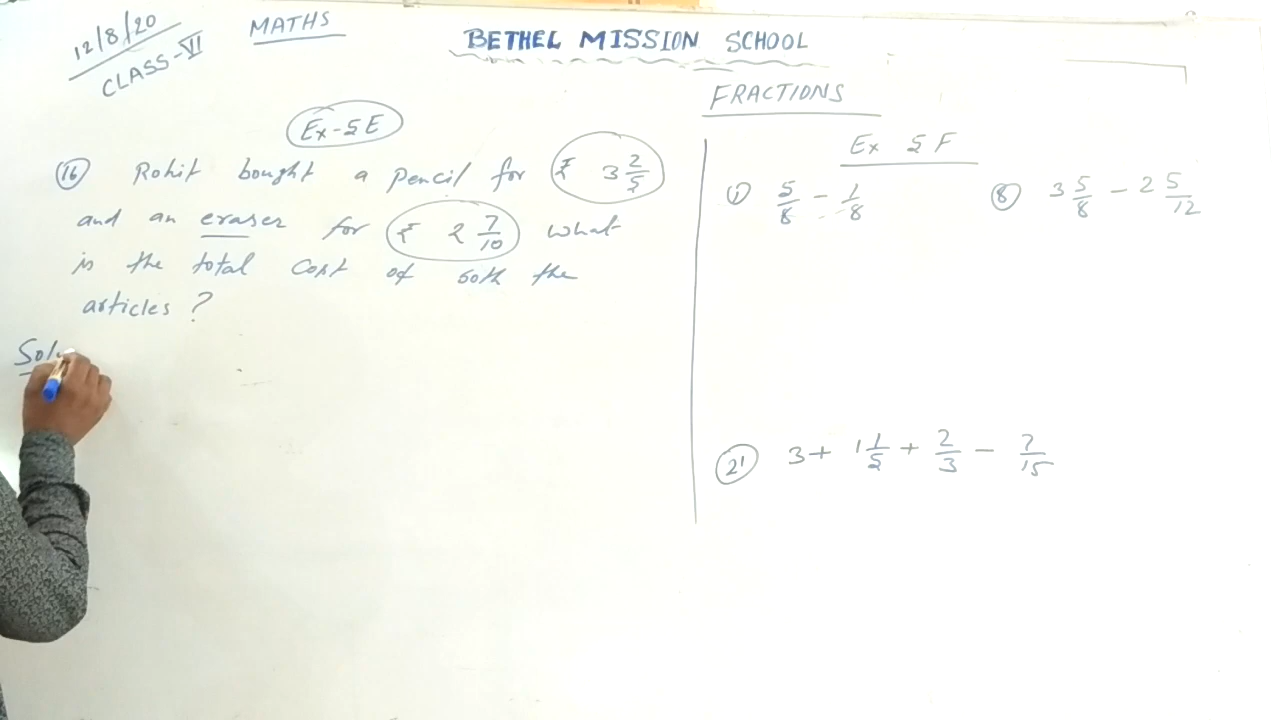 12/8/20
CLASS-VI
MATHS
BETHEL MISSION SCHOOL
Ex-5E
16 Rohit bought a pencil for ₹ 3 2/5
and an eraser for ₹ 2 7/10 what
is the total cost of both the
articles ?
Soln
FRACTIONS
Ex 5F
1 5/8 - 1/8
8 3 5/8 - 2 5/12
21 3 + 1 1/5 + 2/3 - 7/15